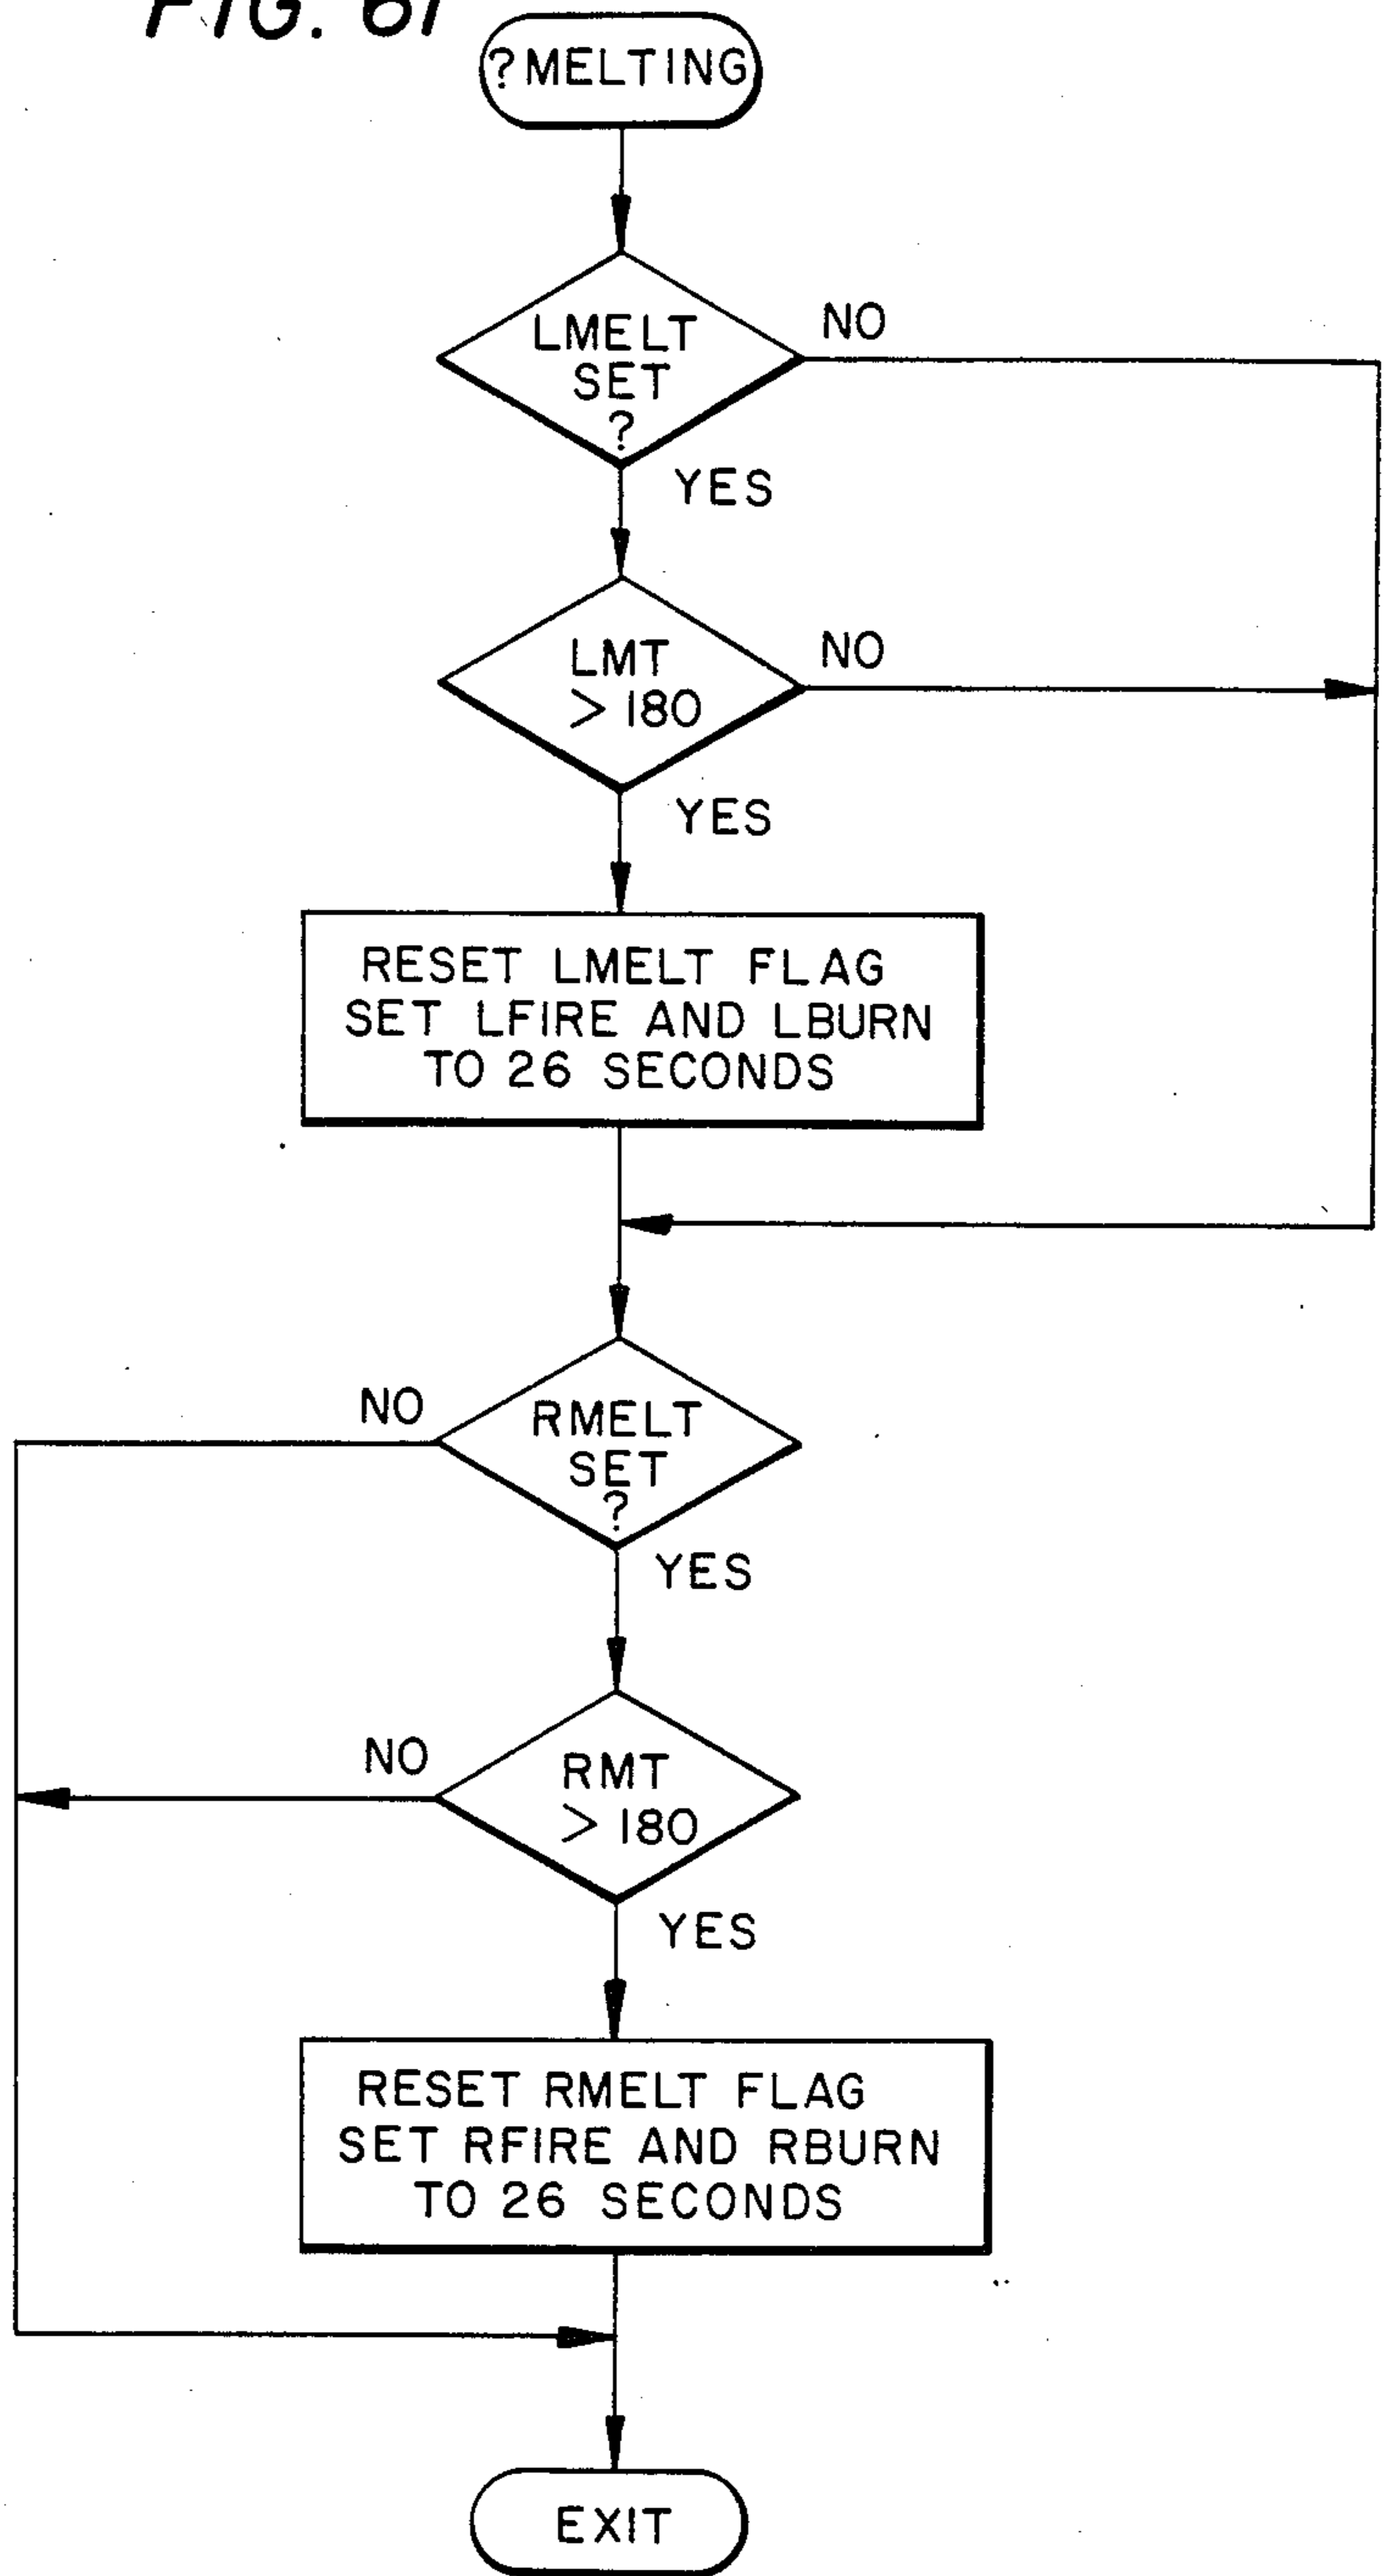 FIG. 61
?MELTING
LMELT
SET
?
NO
YES
LMT
> 180
NO
YES
RESET LMELT FLAG
SET LFIRE AND LBURN
TO 26 SECONDS
RMELT
SET
?
NO
YES
RMT
> 180
NO
YES
RESET RMELT FLAG
SET RFIRE AND RBURN
TO 26 SECONDS
EXIT